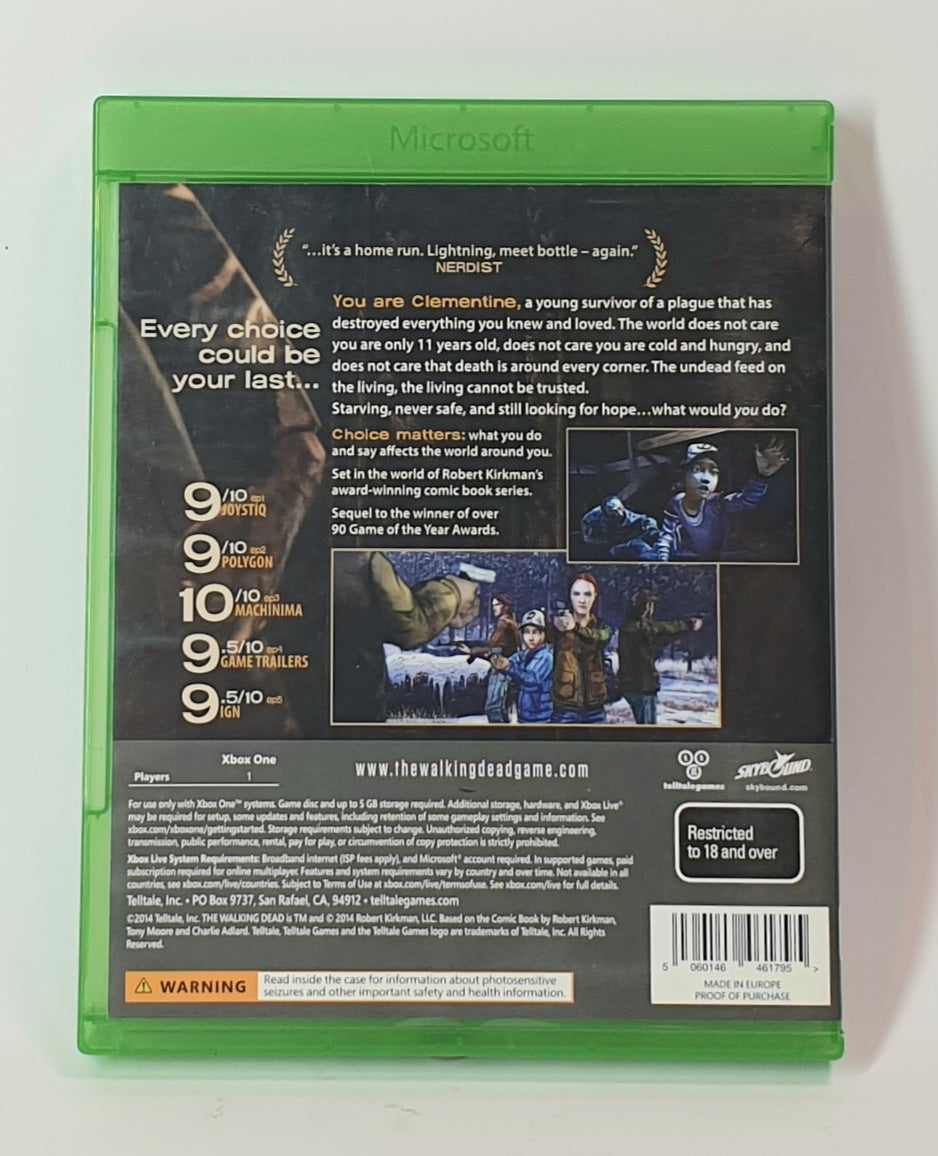 Microsoft
"...it's a home run. Lightning, meet bottle – again."
NERDIST
Every choice
could be
your last...
You are Clementine, a young survivor of a plague that has
destroyed everything you knew and loved. The world does not care
you are only 11 years old, does not care you are cold and hungry, and
does not care that death is around every corner. The undead feed on
the living, the living cannot be trusted.
Starving, never safe, and still looking for hope...what would you do?
Choice matters: what you do
and say affects the world around you.
Set in the world of Robert Kirkman's
award-winning comic book series.
Sequel to the winner of over
90 Game of the Year Awards.
9/10 ep1
JOYSTIQ
9/10 ep2
POLYGON
10/10 ep3
MACHINIMA
9.5/10 ep4
GAME TRAILERS
9.5/10 ep5
IGN
Xbox One
Players 1
www.thewalkingdeadgame.com
telltalegames
SKYBOUND
skybound.com
For use only with Xbox One™ systems. Game disc and up to 5 GB storage required. Additional storage, hardware, and Xbox Live®
may be required for setup, some updates and features, including retention of some gameplay settings and information. See
xbox.com/xboxone/gettingstarted. Storage requirements subject to change. Unauthorized copying, reverse engineering,
transmission, public performance, rental, pay for play, or circumvention of copy protection is strictly prohibited.
Xbox Live System Requirements: Broadband internet (ISP fees apply), and Microsoft® account required. In supported games, paid
subscription required for online multiplayer. Features and system requirements vary by country and over time. Not available in all
countries, see xbox.com/live/countries. Subject to Terms of Use at xbox.com/live/termsofuse. See xbox.com/live for full details.
Telltale, Inc. • PO Box 9737, San Rafael, CA, 94912 • telltalegames.com
©2014 Telltale, Inc. THE WALKING DEAD is TM and © 2014 Robert Kirkman, LLC. Based on the Comic Book by Robert Kirkman,
Tony Moore and Charlie Adlard. Telltale, Telltale Games and the Telltale Games logo are trademarks of Telltale, Inc. All Rights
Reserved.
Restricted
to 18 and over
5 060146 461795 >
MADE IN EUROPE
PROOF OF PURCHASE
WARNING
Read inside the case for information about photosensitive
seizures and other important safety and health information.